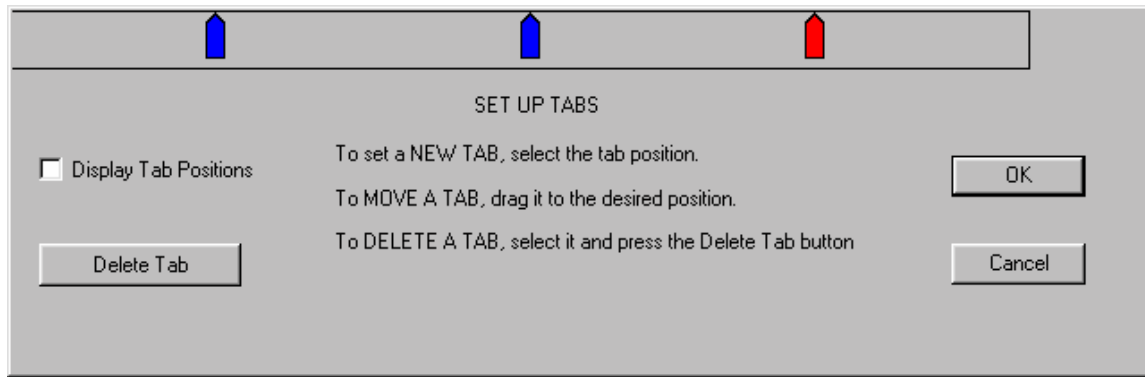 SET UP TABS
Display Tab Positions
To set a NEW TAB, select the tab position.
To MOVE A TAB, drag it to the desired position.
To DELETE A TAB, select it and press the Delete Tab button
OK
Delete Tab
Cancel